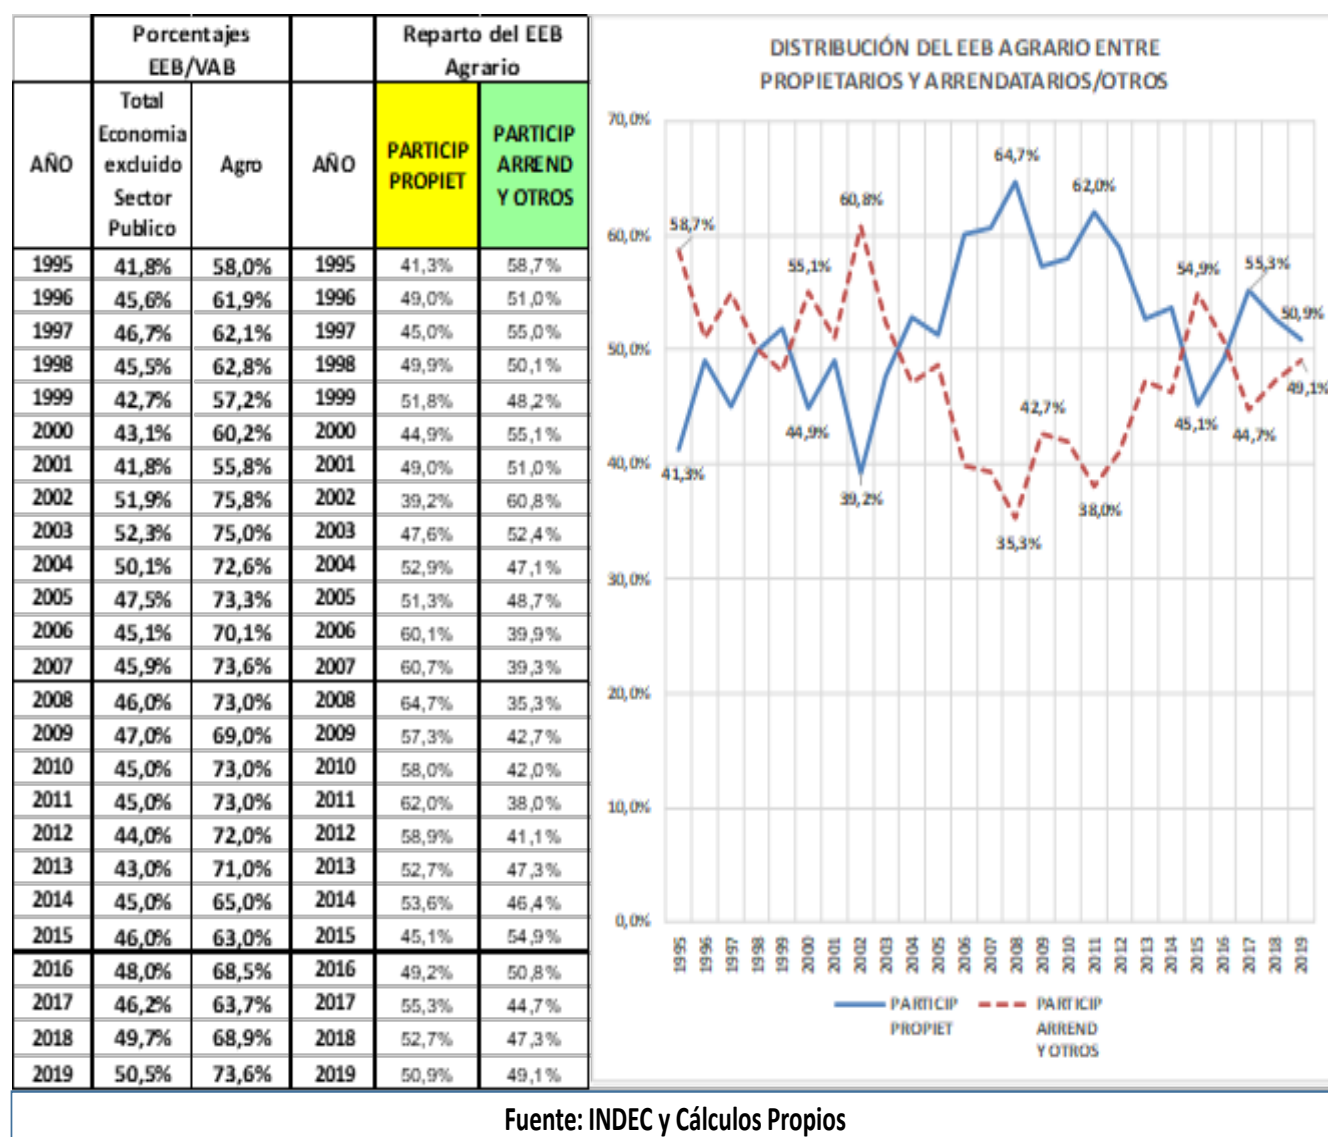 Porcentajes
EEB/VAB
Reparto del EEB
Agrario
AÑO
Total
Economia
excluido
Sector
Publico
Agro
AÑO
PARTICIP
PROPIET
PARTICIP
ARREND
Y OTROS
1995 41,8% 58,0% 1995 41,3% 58,7%
1996 45,6% 61,9% 1996 49,0% 51,0%
1997 46,7% 62,1% 1997 45,0% 55,0%
1998 45,5% 62,8% 1998 49,9% 50,1%
1999 42,7% 57,2% 1999 51,8% 48,2%
2000 43,1% 60,2% 2000 44,9% 55,1%
2001 41,8% 55,8% 2001 49,0% 51,0%
2002 51,9% 75,8% 2002 39,2% 60,8%
2003 52,3% 75,0% 2003 47,6% 52,4%
2004 50,1% 72,6% 2004 52,9% 47,1%
2005 47,5% 73,3% 2005 51,3% 48,7%
2006 45,1% 70,1% 2006 60,1% 39,9%
2007 45,9% 73,6% 2007 60,7% 39,3%
2008 46,0% 73,0% 2008 64,7% 35,3%
2009 47,0% 69,0% 2009 57,3% 42,7%
2010 45,0% 73,0% 2010 58,0% 42,0%
2011 45,0% 73,0% 2011 62,0% 38,0%
2012 44,0% 72,0% 2012 58,9% 41,1%
2013 43,0% 71,0% 2013 52,7% 47,3%
2014 45,0% 65,0% 2014 53,6% 46,4%
2015 46,0% 63,0% 2015 45,1% 54,9%
2016 48,0% 68,5% 2016 49,2% 50,8%
2017 46,2% 63,7% 2017 55,3% 44,7%
2018 49,7% 68,9% 2018 52,7% 47,3%
2019 50,5% 73,6% 2019 50,9% 49,1%
DISTRIBUCIÓN DEL EEB AGRARIO ENTRE
PROPIETARIOS Y ARRENDATARIOS/OTROS
70,0%
60,0%
50,0%
40,0%
30,0%
20,0%
10,0%
0,0%
64,7%
62,0%
60,8%
58,7%
55,1%
54,9%
55,3%
50,9%
49,1%
42,7%
44,9%
45,1%
44,7%
41,3%
39,2%
38,0%
35,3%
1995 1996 1997 1998 1999 2000 2001 2002 2003 2004 2005 2006 2007 2008 2009 2010 2011 2012 2013 2014 2015 2016 2017 2018 2019
PARTICIP
PROPIET
PARTICIP
ARREND
Y OTROS
Fuente: INDEC y Cálculos Propios